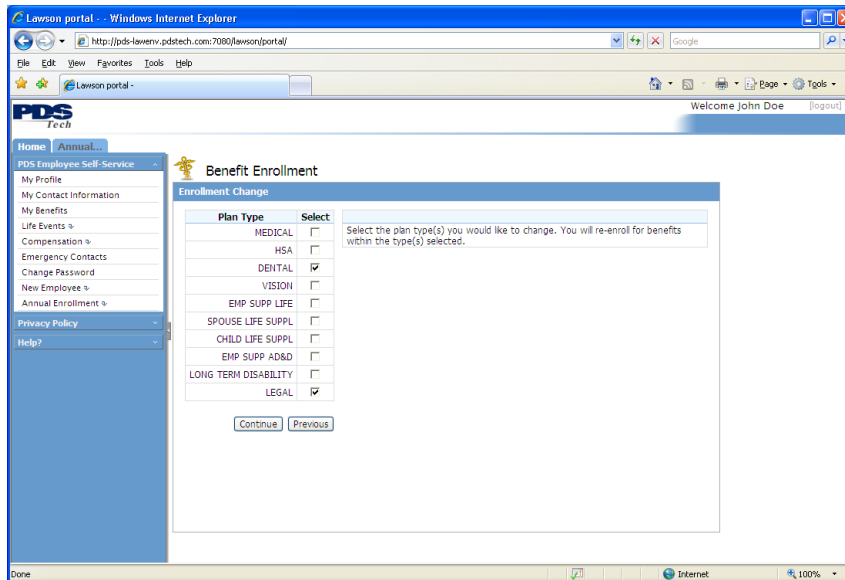 Lawson portal - - Windows Internet Explorer
http://pds-lawenv.pdstech.com:7080/lawson/portal/
Google
File Edit View Favorites Tools Help
Lawson portal -
Page Tools
PDS
Tech
Welcome John Doe [logout]
Home Annual...
PDS Employee Self-Service
My Profile
My Contact Information
My Benefits
Life Events
Compensation
Emergency Contacts
Change Password
New Employee
Annual Enrollment
Privacy Policy
Help?
Benefit Enrollment
Enrollment Change
Plan Type Select
MEDICAL
HSA
DENTAL
VISION
EMP SUPP LIFE
SPOUSE LIFE SUPPL
CHILD LIFE SUPPL
EMP SUPP AD&D
LONG TERM DISABILITY
LEGAL
Select the plan type(s) you would like to change. You will re-enroll for benefits
within the type(s) selected.
Continue Previous
Done
Internet
100%